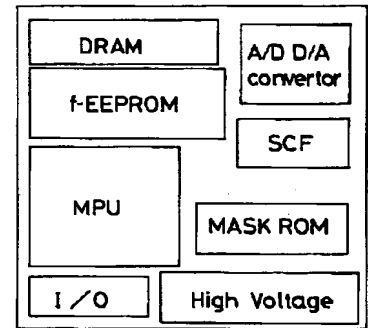 DRAM
A/D D/A
convertor
f-EEPROM
SCF
MPU
MASK ROM
I/O
High Voltage